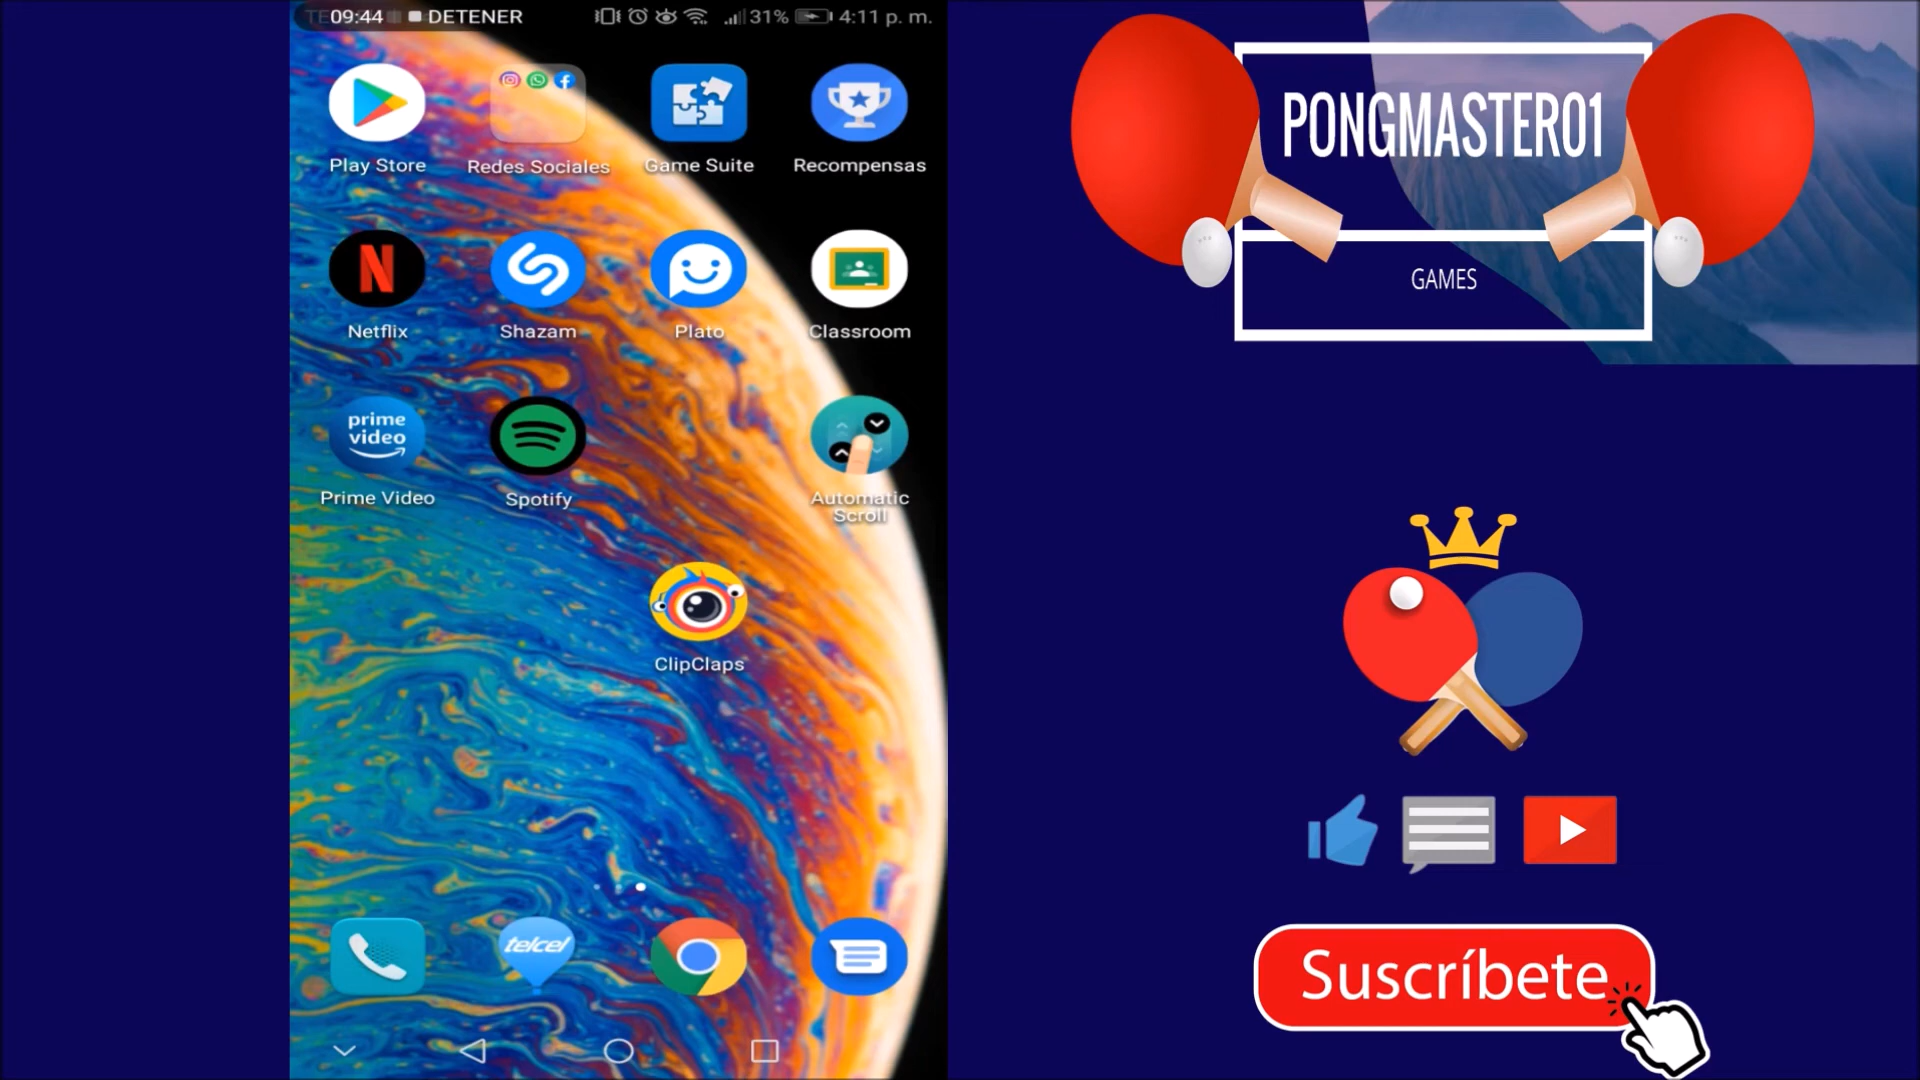 09:44 DETENER 31% 4:11 p. m.
Play Store
Redes Sociales
Game Suite
Recompensas
Netflix
Shazam
Plato
Classroom
prime
video
Prime Video
Spotify
Automatic
Scroll
ClipClaps
telcel
PONGMASTER01
GAMES
Suscríbete